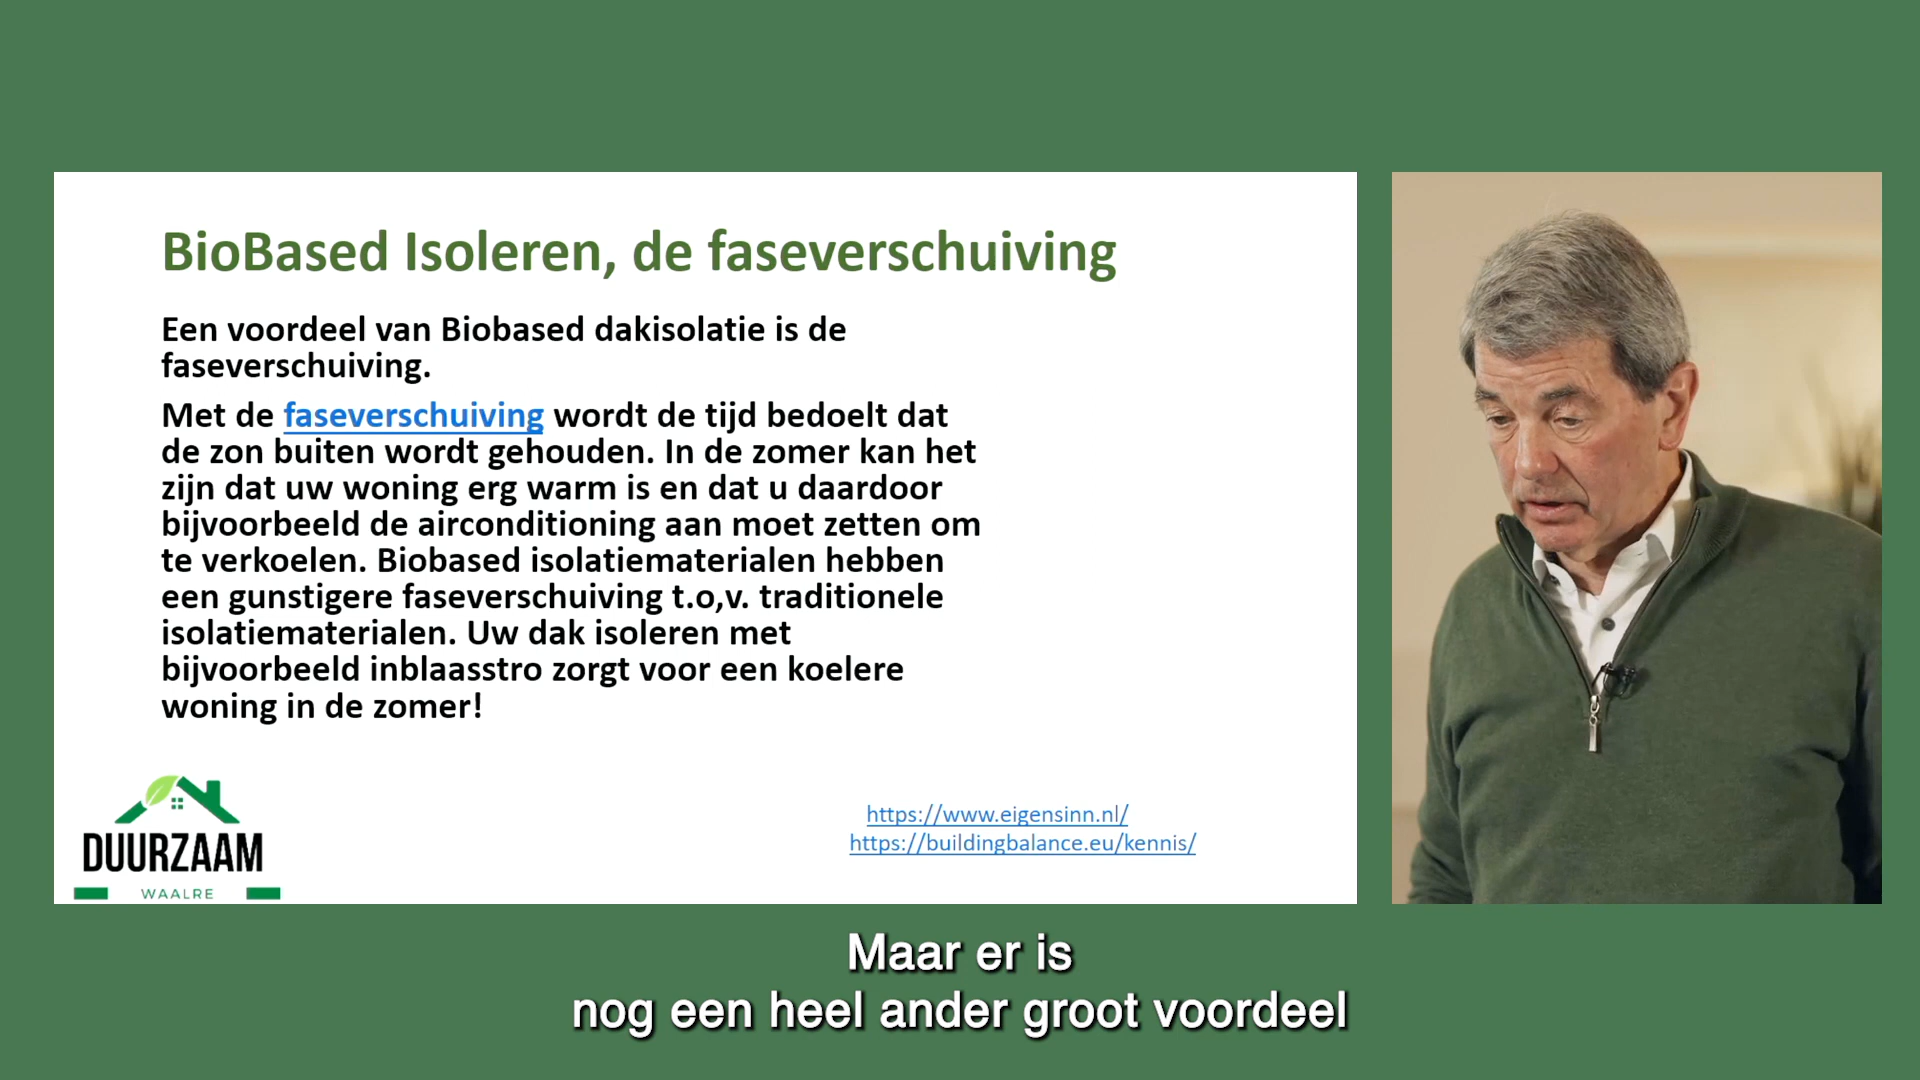 BioBased Isoleren, de faseverschuiving
Een voordeel van Biobased dakisolatie is de
faseverschuiving.
Met de faseverschuiving wordt de tijd bedoelt dat
de zon buiten wordt gehouden. In de zomer kan het
zijn dat uw woning erg warm is en dat u daardoor
bijvoorbeeld de airconditioning aan moet zetten om
te verkoelen. Biobased isolatiematerialen hebben
een gunstigere faseverschuiving t.o,v. traditionele
isolatiematerialen. Uw dak isoleren met
bijvoorbeeld inblaasstro zorgt voor een koelere
woning in de zomer!
DUURZAAM
WAALRE
https://www.eigensinn.nl/
https://buildingbalance.eu/kennis/
Maar er is
nog een heel ander groot voordeel